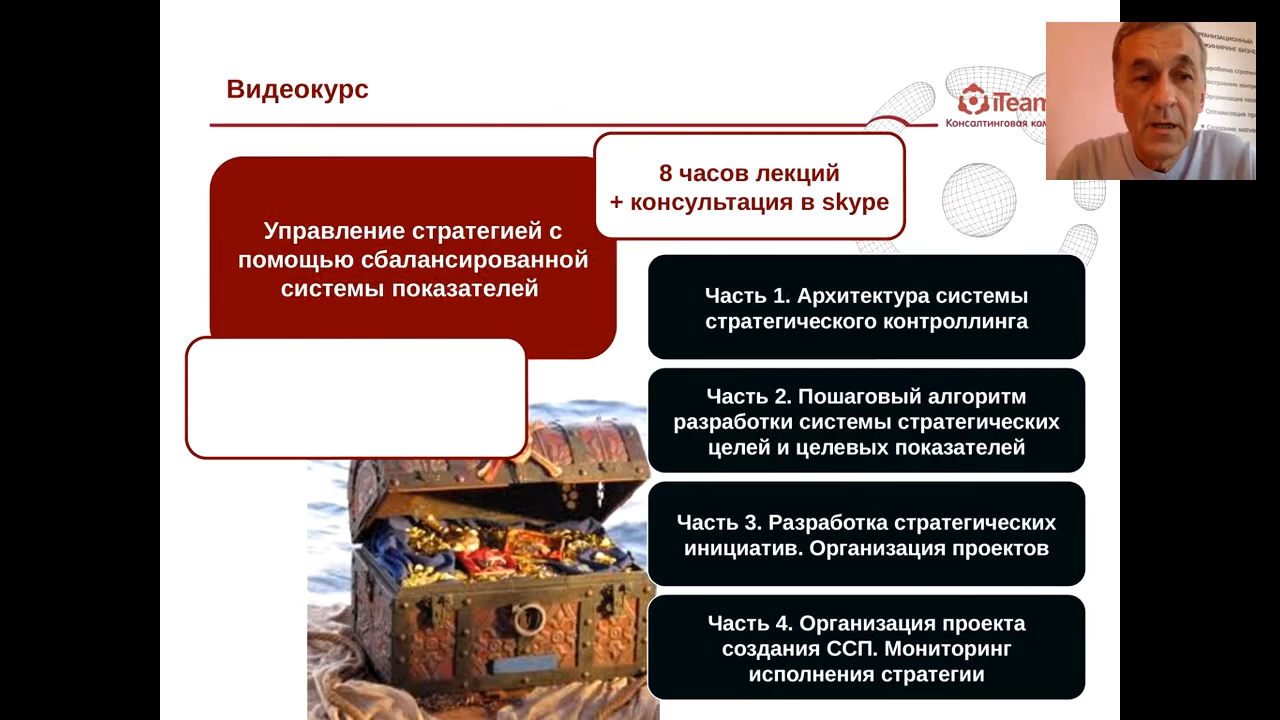 Видеокурс
iTeam
Консалтинговая
8 часов лекций
+ консультация в skype
Управление стратегией с
помощью сбалансированной
системы показателей
Часть 1. Архитектура системы
стратегического контроллинга
Часть 2. Пошаговый алгоритм
разработки системы стратегических
целей и целевых показателей
Часть 3. Разработка стратегических
инициатив. Организация проектов
Часть 4. Организация проекта
создания ССП. Мониторинг
исполнения стратегии